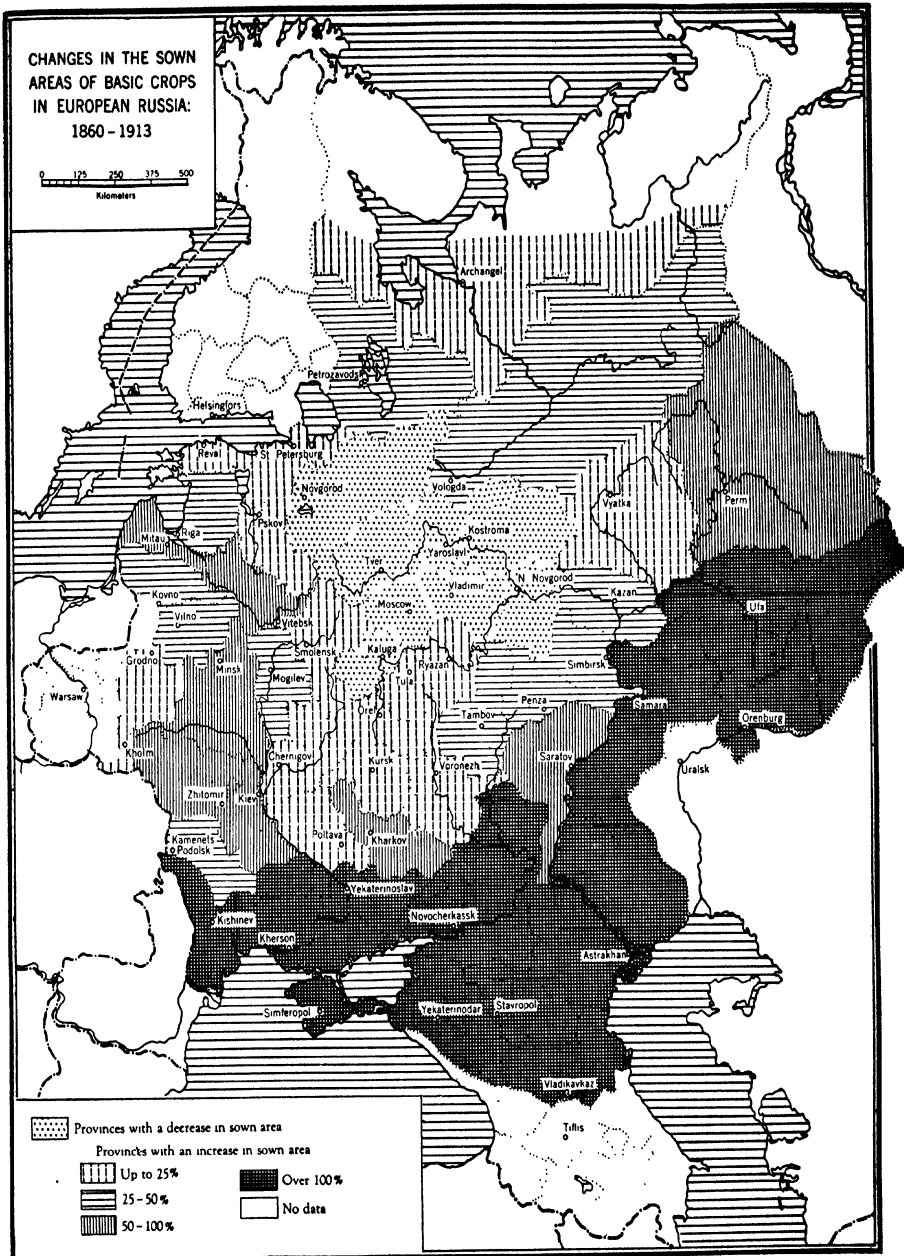 CHANGES IN THE SOWN
AREAS OF BASIC CROPS
IN EUROPEAN RUSSIA:
1860 – 1913
0 125 250 375 500
Kilometers
Archangel
Petrozavodsk
Helsingfors
Reval
St Petersburg
Novgorod
Vologda
Vyatka
Perm
Pskov
Riga
Mitau
Kostroma
Yaroslavl
Tver
Vladimir
N Novgorod
Kazan
Ufa
Kovno
Vilno
Vitebsk
Moscow
Smolensk
Kaluga
Ryazan
Simbirsk
Grodno
Minsk
Mogilev
Tula
Warsaw
Orel
Penza
Samara
Tambov
Orenburg
Kholm
Chernigov
Kursk
Voronezh
Saratov
Uralsk
Zhitomir
Kiev
Poltava
Kharkov
Kamenets
Podolsk
Yekaterinoslav
Kishinev
Novocherkassk
Kherson
Astrakhan
Simferopol
Yekaterinodar
Stavropol
Vladikavkaz
Tiflis
Provinces with a decrease in sown area
Provinces with an increase in sown area
Up to 25%
25 – 50%
50 – 100%
Over 100%
No data